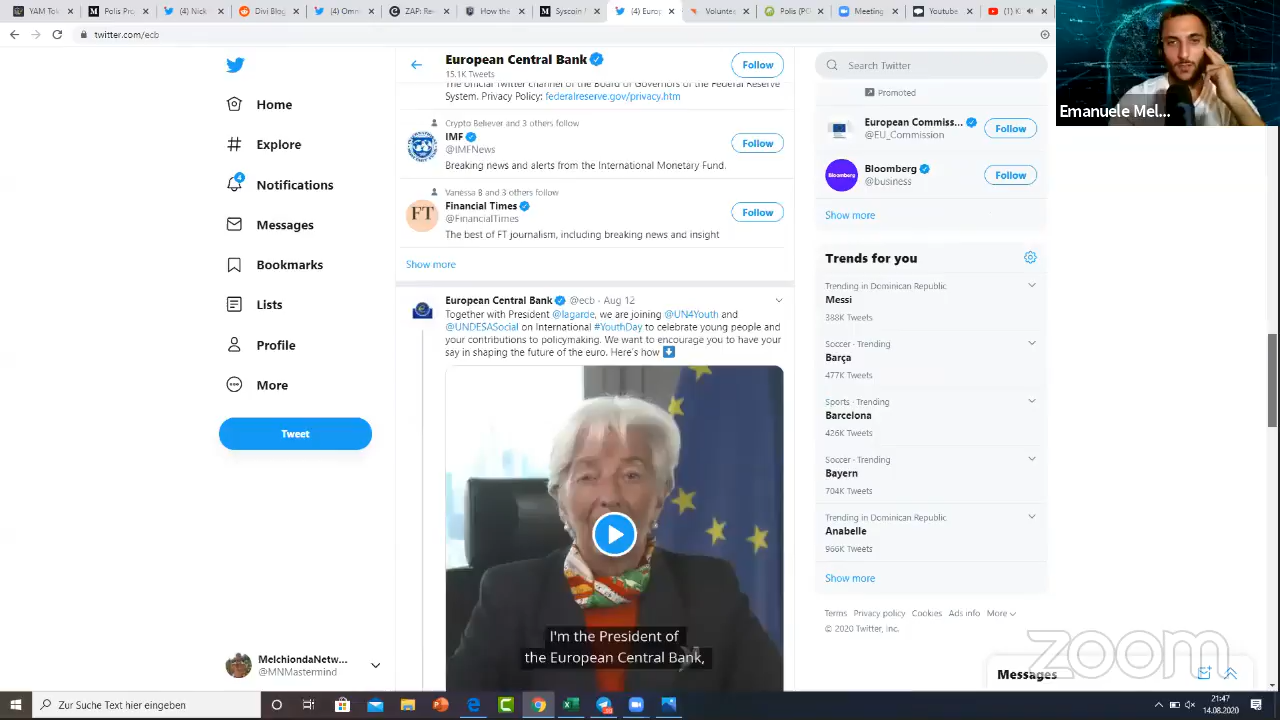 YAM Tok
Medium | Pol
(4) Nick
Divi Blog
(4) Om
ZAP: Re
How the
Syscoin /
(4) Euro
Volunte
Polis (PO
Meeting
Youtube
(1) K
twitter.com/ecb
European Central Bank
15.1K Tweets
Follow
The official Twitter channel of the Board of Governors of the Federal Reserve
System. Privacy Policy: federalreserve.gov/privacy.htm
Crypto Believer and 3 others follow
IMF
@IMFNews
Follow
Breaking news and alerts from the International Monetary Fund.
Vanessa B and 3 others follow
Financial Times
@FinancialTimes
Follow
FT
The best of FT journalism, including breaking news and insight
Show more
European Central Bank @ecb · Aug 12
Together with President @lagarde, we are joining @UN4Youth and
@UNDESASocial on International #YouthDay to celebrate young people and
your contributions to policymaking. We want to encourage you to have your
say in shaping the future of the euro. Here's how
I'm the President of
the European Central Bank,
Home
Explore
4
Notifications
Messages
Bookmarks
Lists
Profile
More
Tweet
MelchiondaNetw...
@MNMastermind
Search Twitter
Promoted
European Commiss...
@EU_Commission
Follow
Bloomberg
Bloomberg
@business
Follow
Show more
Trends for you
Trending in Dominican Republic
Messi
388K Tweets
Soccer · Trending
Barça
477K Tweets
Sports · Trending
Barcelona
426K Tweets
Soccer · Trending
Bayern
704K Tweets
Trending in Dominican Republic
Anabelle
966K Tweets
Show more
Terms Privacy policy Cookies Ads info More
© 2020 Twitter, Inc.
Messages
zoom
Emanuele Mel...
Zur Suche Text hier eingeben
21:47
14.08.2020